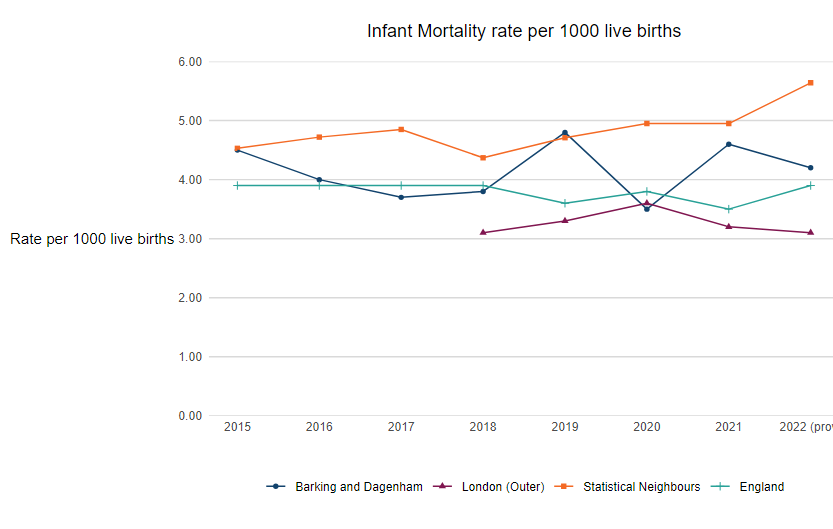 Infant Mortality rate per 1000 live births
6.00
5.00
4.00
Rate per 1000 live births 3.00
2.00
1.00
0.00
2015 2016 2017 2018 2019 2020 2021 2022 (prov
Barking and Dagenham London (Outer) Statistical Neighbours England